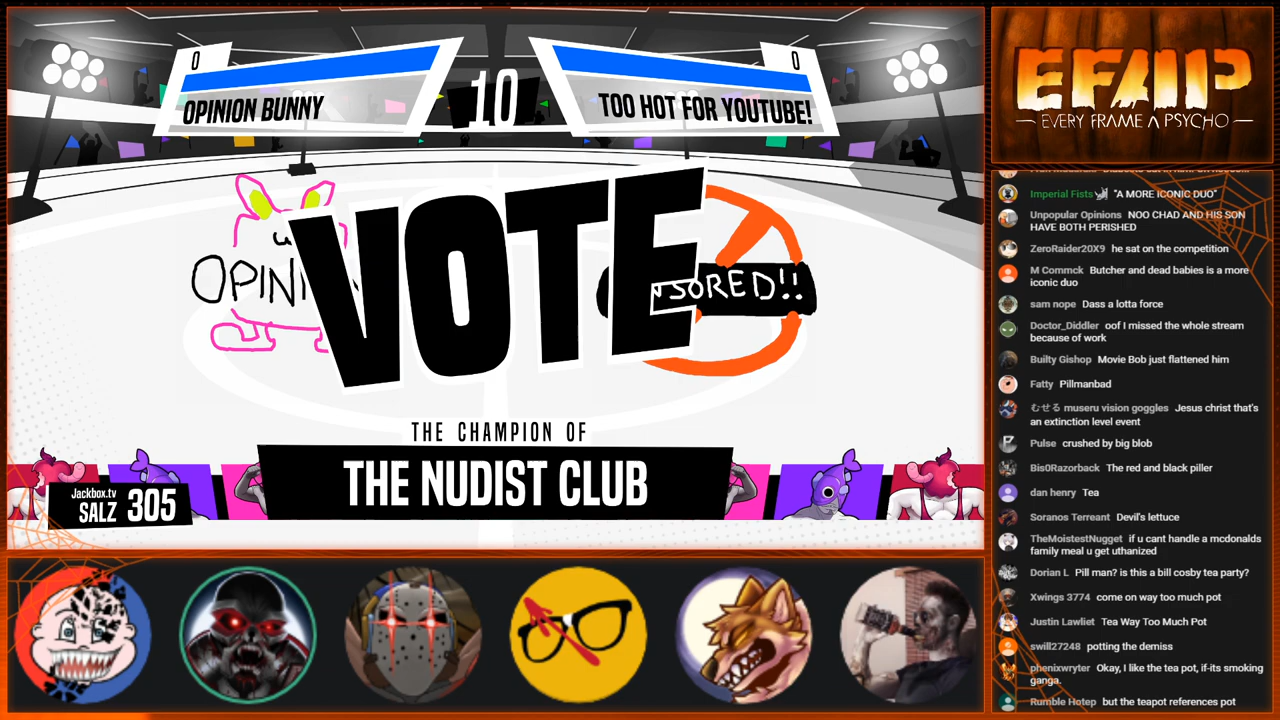 0
OPINION BUNNY
10
0
TOO HOT FOR YOUTUBE!
OPINI
NSORED!!
VOTE
THE CHAMPION OF
THE NUDIST CLUB
Jackbox.tv
SALZ 305
EFAP
EVERY FRAME A PSYCHO
Imperial Fists "A MORE ICONIC DUO"
Unpopular Opinions NOO CHAD AND HIS SON
HAVE BOTH PERISHED
ZeroRaider20X9 he sat on the competition
M Commck Butcher and dead babies is a more
iconic duo
sam nope Dass a lotta force
Doctor_Diddler oof I missed the whole stream
because of work
Builty Gishop Movie Bob just flattened him
Fatty Pillmanbad
むせる museru vision goggles Jesus christ that's
an extinction level event
Pulse crushed by big blob
Bis0Razorback The red and black piller
dan henry Tea
Soranos Terreant Devil's lettuce
TheMoistestNugget if u cant handle a mcdonalds
family meal u get uthanized
Dorian L Pill man? is this a bill cosby tea party?
Xwings 3774 come on way too much pot
Justin Lawliet Tea Way Too Much Pot
swill27248 potting the demiss
phenixwryter Okay, I like the tea pot, if-its smoking
ganga.
Rumble Hotep but the teapot references pot